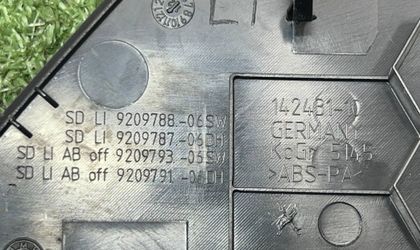 SD LI 9209788-06SW
SD LI 9209787-06DH
SD LI AB off 9209793-05SW
SD LI AB off 9209791-06DH
142481-10
GERMANY
KoGr 5145
>ABS-PA<